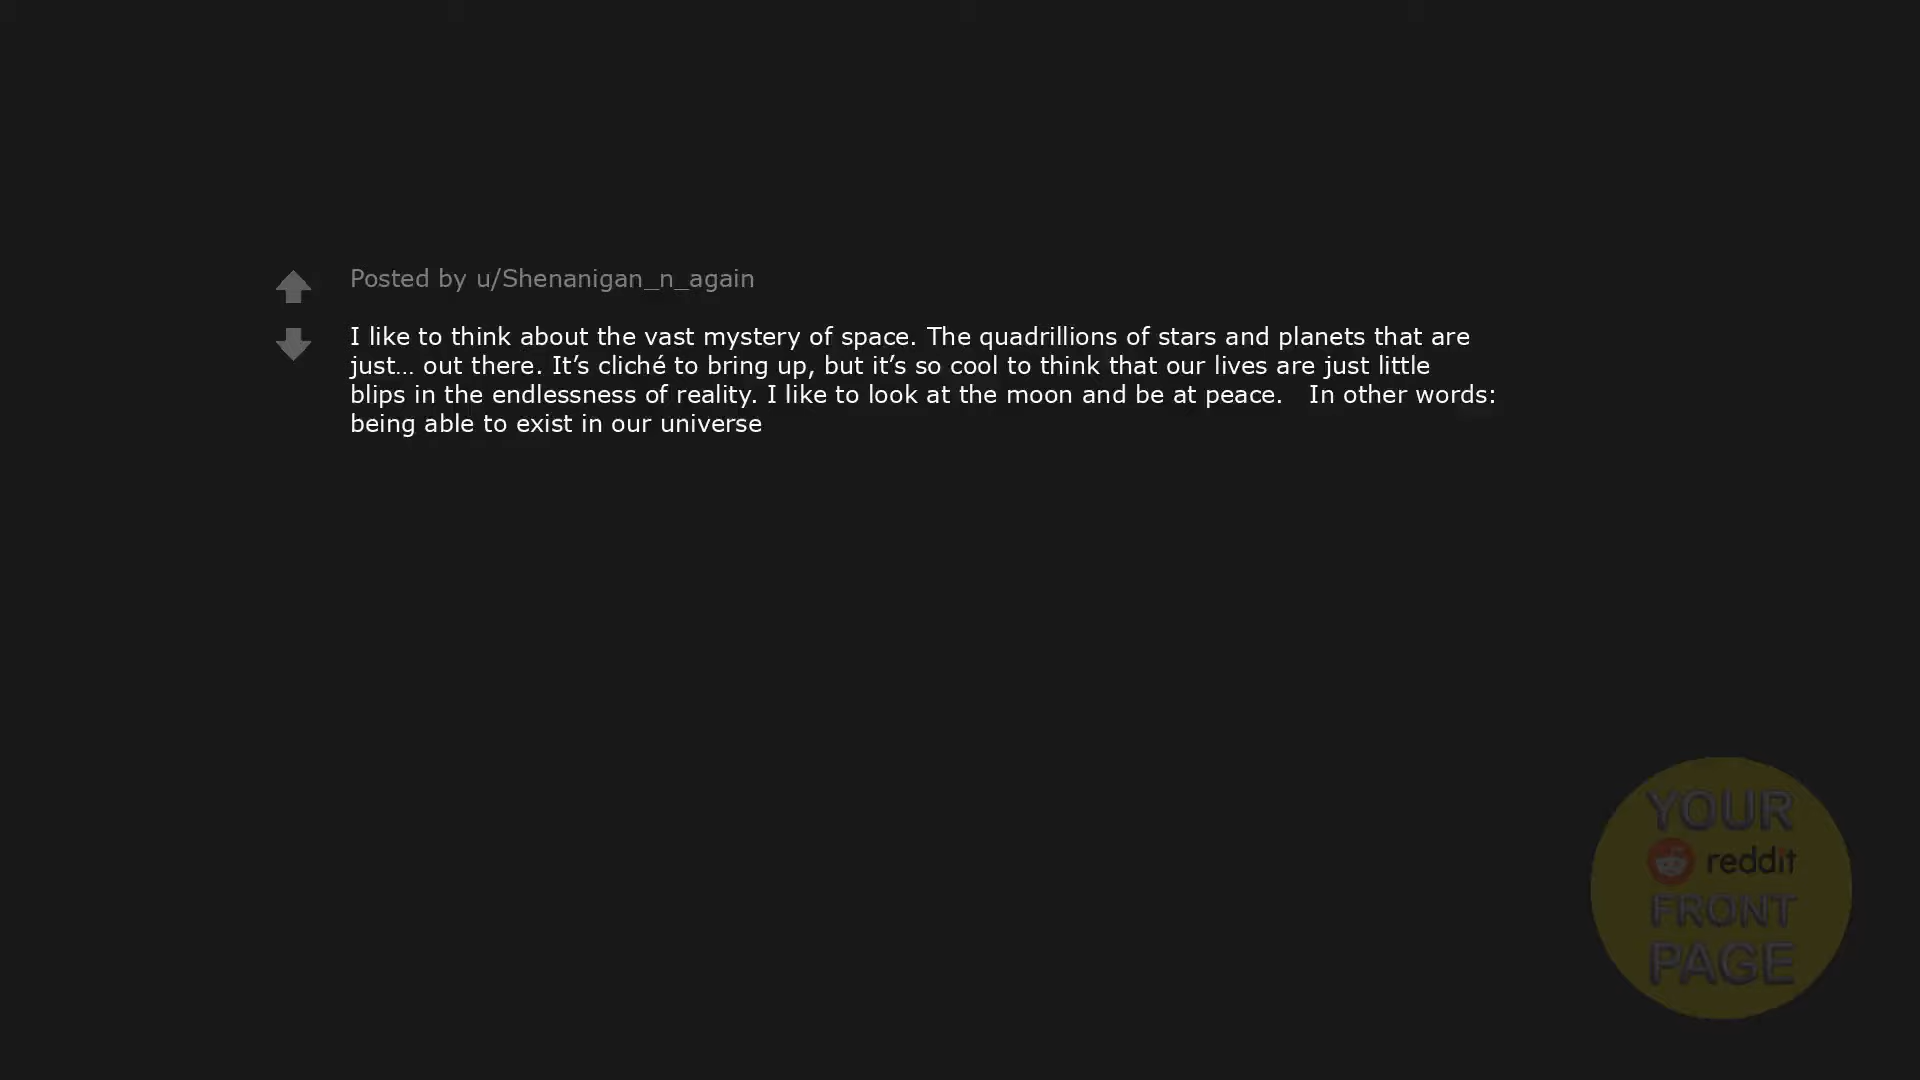 Posted by u/Shenanigan_n_again
I like to think about the vast mystery of space. The quadrillions of stars and planets that are
just… out there. It’s cliché to bring up, but it’s so cool to think that our lives are just little
blips in the endlessness of reality. I like to look at the moon and be at peace.   In other words:
being able to exist in our universe
YOUR
reddit
FRONT
PAGE